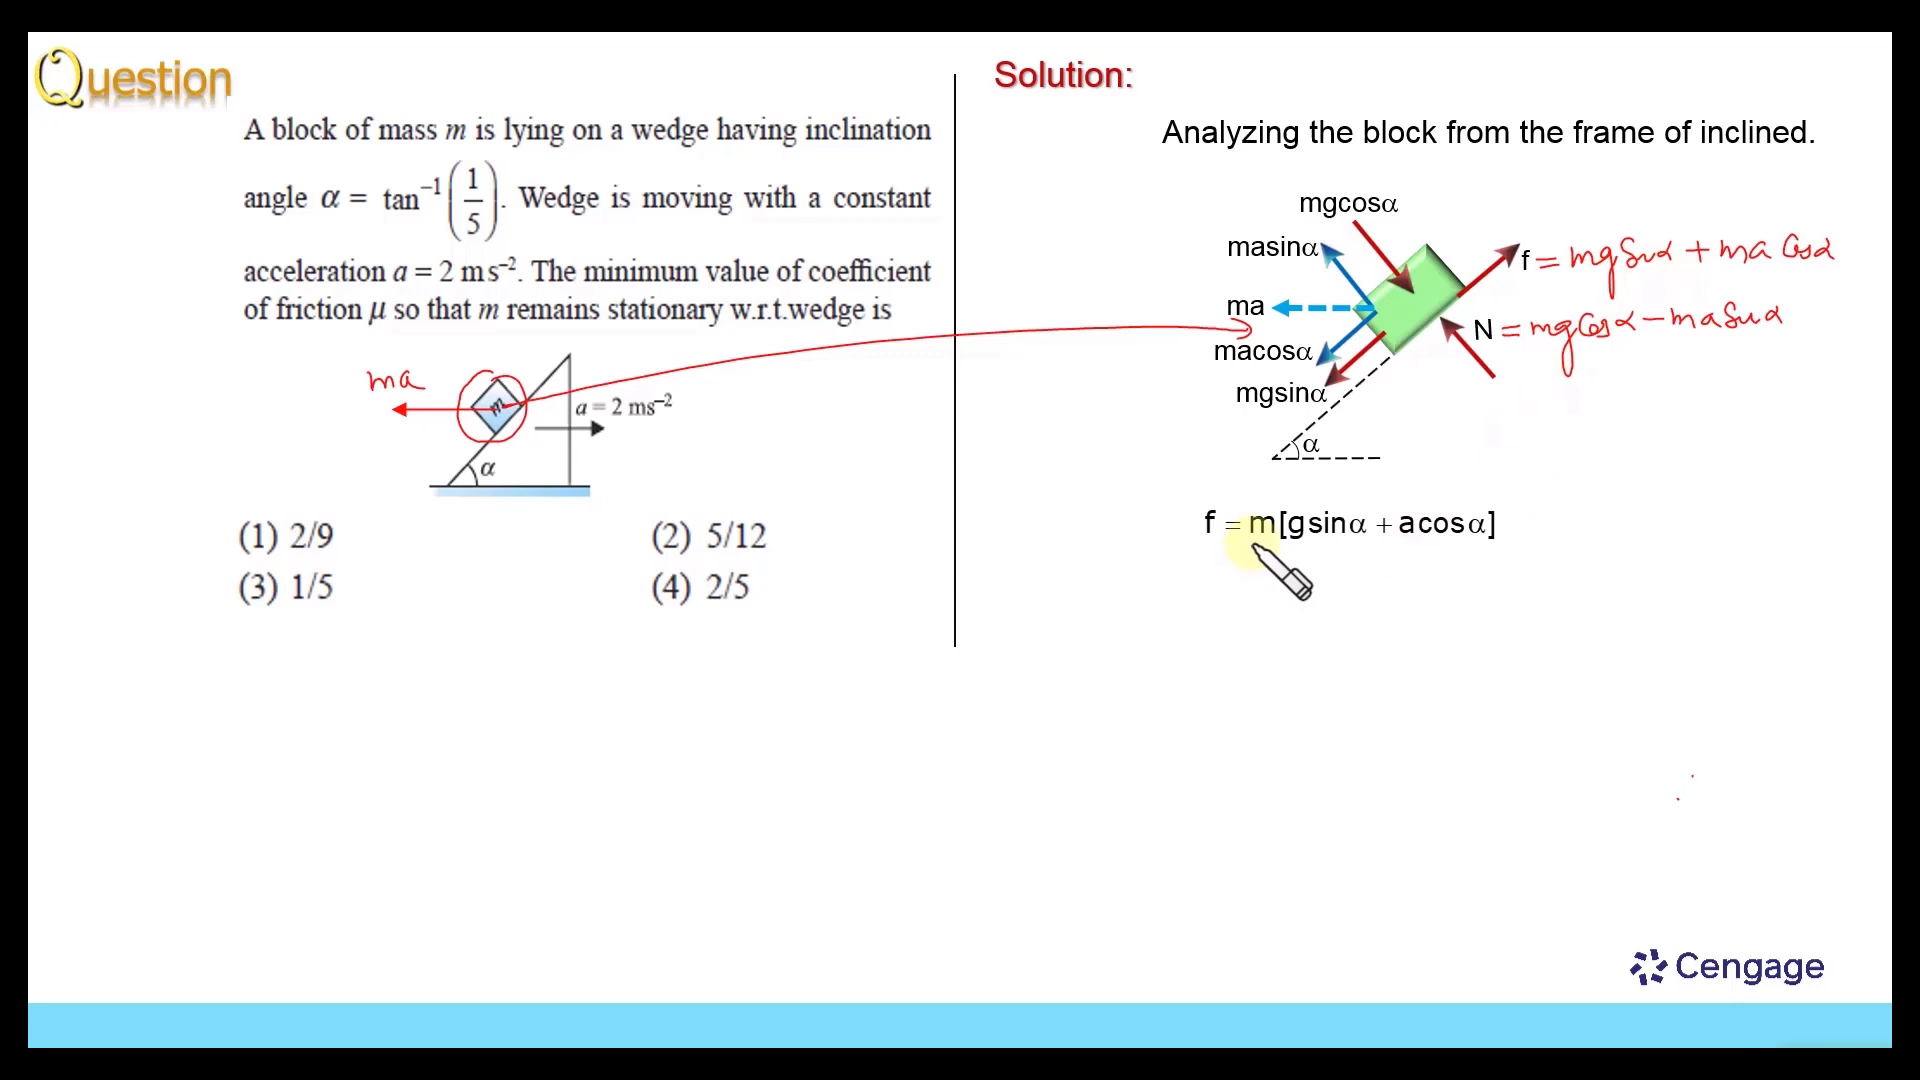 Question
Solution:
A block of mass m is lying on a wedge having inclination
angle α = tan⁻¹(1/5). Wedge is moving with a constant
acceleration a = 2 m s⁻². The minimum value of coefficient
of friction μ so that m remains stationary w.r.t.wedge is
ma
m
a = 2 ms⁻²
α
(1) 2/9
(2) 5/12
(3) 1/5
(4) 2/5
Analyzing the block from the frame of inclined.
mgcosα
masinα
f = mg Sinα + ma Cosα
ma
N = mg Cosα − ma Sinα
macosα
mgsinα
α
f = m[gsinα + acosα]
Cengage